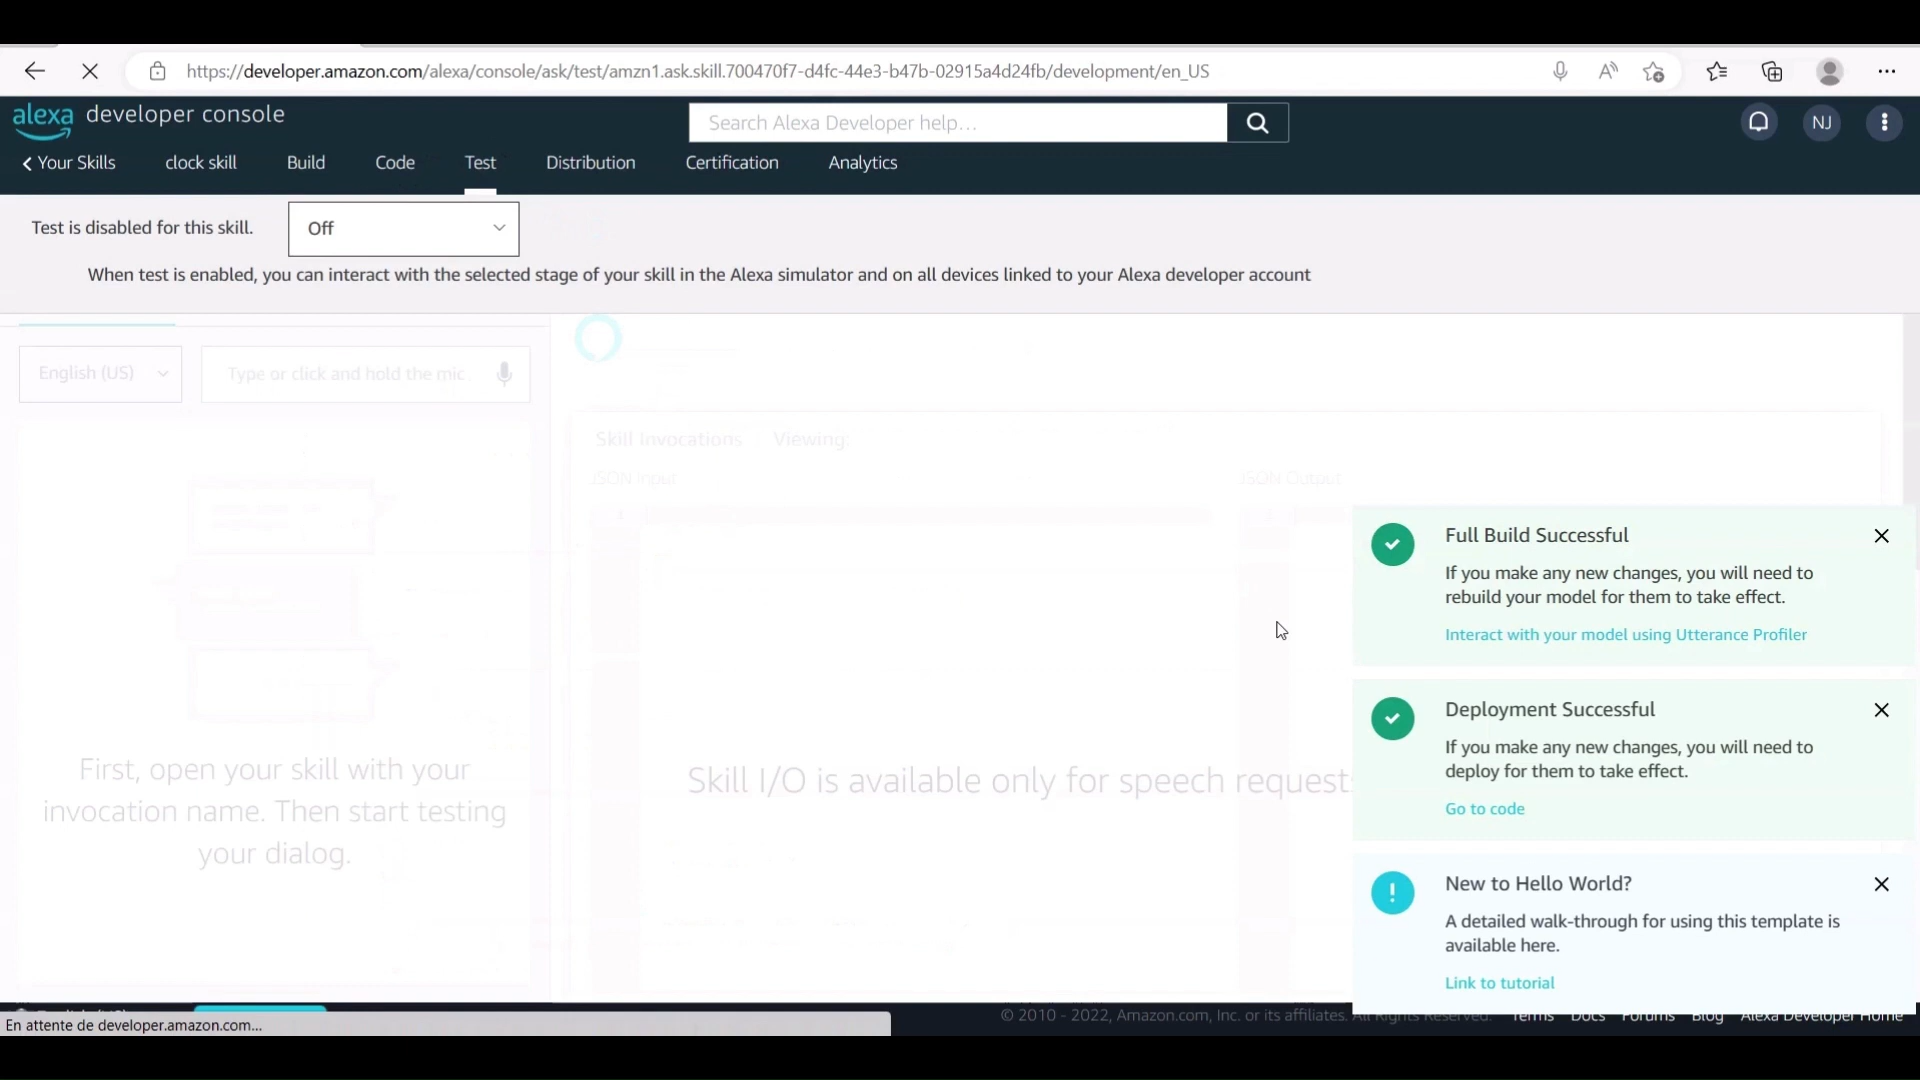 https://developer.amazon.com/alexa/console/ask/test/amzn1.ask.skill.700470f7-d4fc-44e3-b47b-02915a4d24fb/development/en_US
alexa developer console
Search Alexa Developer help...
NJ
Your Skills
clock skill
Build
Code
Test
Distribution
Certification
Analytics
Test is disabled for this skill.
Off
When test is enabled, you can interact with the selected stage of your skill in the Alexa simulator and on all devices linked to your Alexa developer account
English (US)
Type or click and hold the mic
Skill Invocations
Viewing:
JSON Input
JSON Output
1
First, open your skill with your
invocation name. Then start testing
your dialog.
Skill I/O is available only for speech requests
Full Build Successful
If you make any new changes, you will need to
rebuild your model for them to take effect.
Interact with your model using Utterance Profiler
Deployment Successful
If you make any new changes, you will need to
deploy for them to take effect.
Go to code
New to Hello World?
A detailed walk-through for using this template is
available here.
Link to tutorial
© 2010 - 2022, Amazon.com, Inc. or its affiliates. All Rights Reserved.
Terms
Docs
Forums
Blog
Alexa Developer Home
En attente de developer.amazon.com...